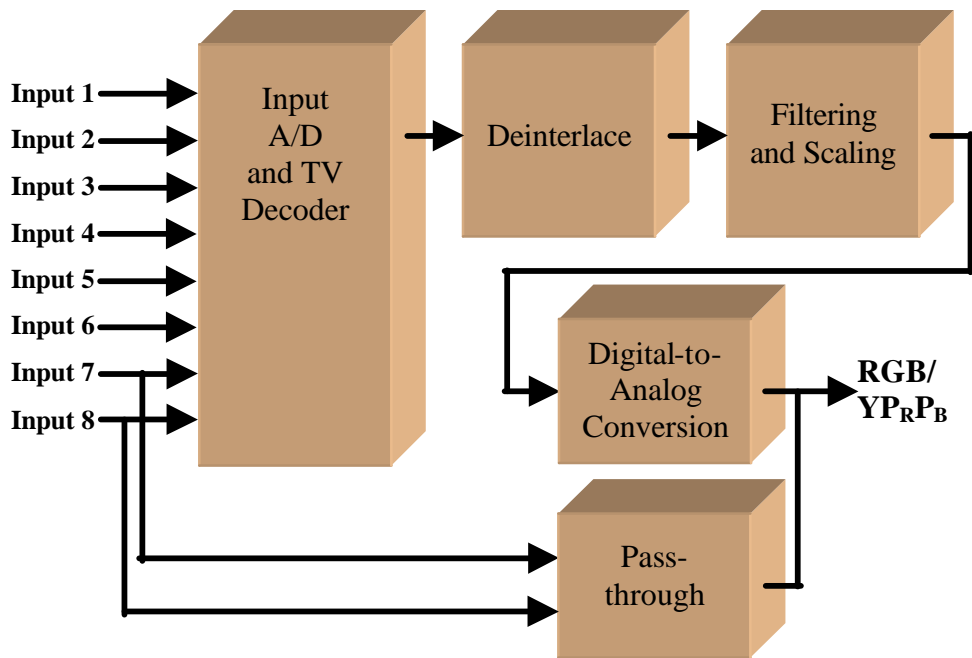 Input 1
Input 2
Input 3
Input 4
Input 5
Input 6
Input 7
Input 8
Input
A/D
and TV
Decoder
Deinterlace
Filtering
and Scaling
Digital-to-
Analog
Conversion
RGB/
YPRPB
Pass-
through